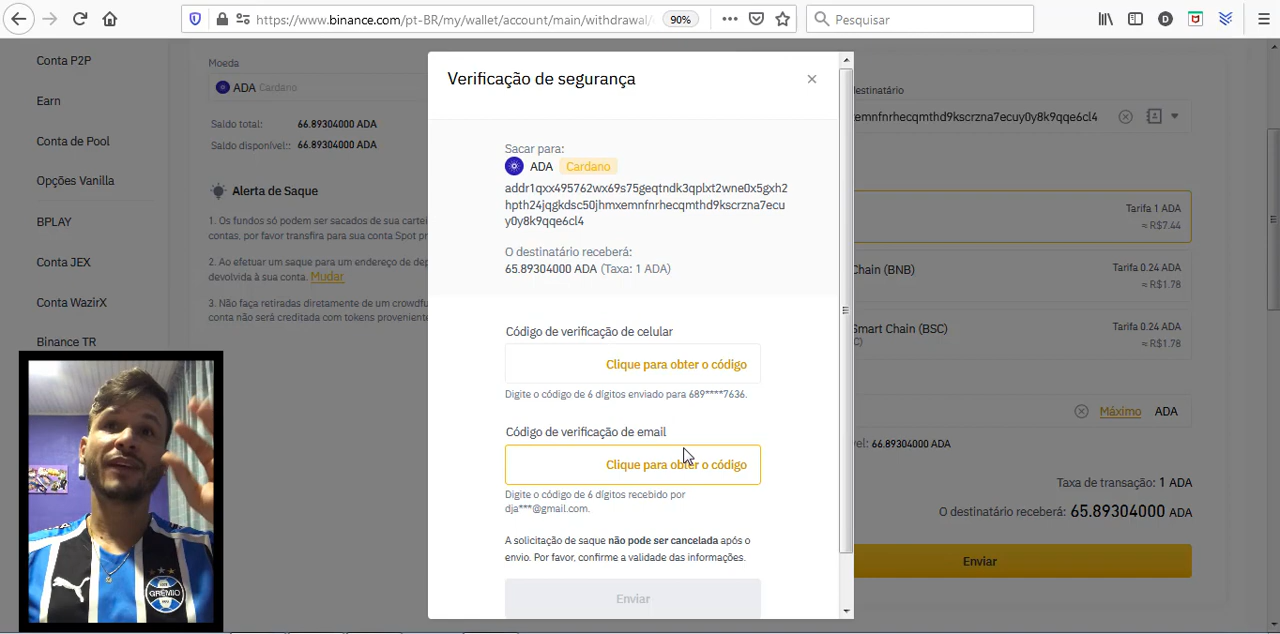 https://www.binance.com/pt-BR/my/wallet/account/main/withdrawal/
90%
Pesquisar
Conta P2P
Earn
Conta de Pool
Opções Vanilla
BPLAY
Conta JEX
Conta WazirX
Binance TR
Moeda
ADA Cardano
Saldo total: 66.89304000 ADA
Saldo disponível:: 66.89304000 ADA
Alerta de Saque
1. Os fundos só podem ser sacados de sua cartei
contas, por favor transfira para sua conta Spot pr
2. Ao efetuar um saque para um endereço de dep
devolvida à sua conta. Mudar
3. Não faça retiradas diretamente de um crowdfu
conta não será creditada com tokens proveniente
Verificação de segurança
Sacar para:
ADA Cardano
addr1qxx495762wx69s75geqtndk3qplxt2wne0x5gxh2
hpth24jqgkdsc50jhmxemnfnrhecqmthd9kscrzna7ecu
y0y8k9qqe6cl4
O destinatário receberá:
65.89304000 ADA (Taxa: 1 ADA)
Código de verificação de celular
Clique para obter o código
Digite o código de 6 dígitos enviado para 689****7636.
Código de verificação de email
Clique para obter o código
Digite o código de 6 dígitos recebido por
dja***@gmail.com.
A solicitação de saque não pode ser cancelada após o
envio. Por favor, confirme a validade das informações.
Enviar
destinatário
emnfnrhecqmthd9kscrzna7ecuy0y8k9qqe6cl4
Tarifa 1 ADA
≈ R$7.44
Chain (BNB)
Tarifa 0.24 ADA
≈ R$1.78
Smart Chain (BSC)
Tarifa 0.24 ADA
≈ R$1.78
Máximo ADA
vel: 66.89304000 ADA
Taxa de transação: 1 ADA
O destinatário receberá: 65.89304000 ADA
Enviar
GRÊMIO